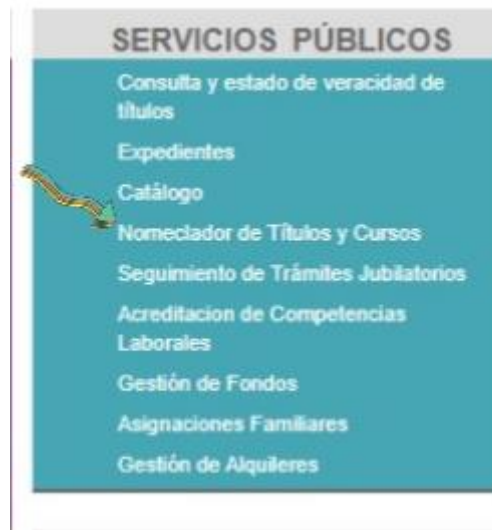 SERVICIOS PÚBLICOS
Consulta y estado de veracidad de
títulos
Expedientes
Catálogo
Nomeclador de Títulos y Cursos
Seguimiento de Trámites Jubilatorios
Acreditacion de Competencias
Laborales
Gestión de Fondos
Asignaciones Familiares
Gestión de Alquileres